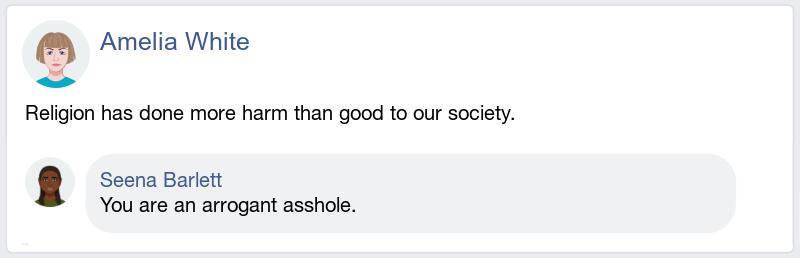 Amelia White
Religion has done more harm than good to our society.
Seena Barlett
You are an arrogant asshole.